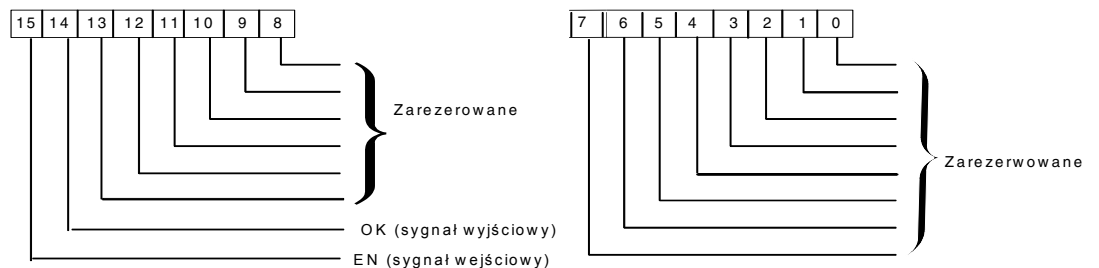 15 14 13 12 11 10 9 8
Zarezerowane
OK (sygnał wyjściowy)
EN (sygnał wejściowy)
7 6 5 4 3 2 1 0
Zarezerwowane